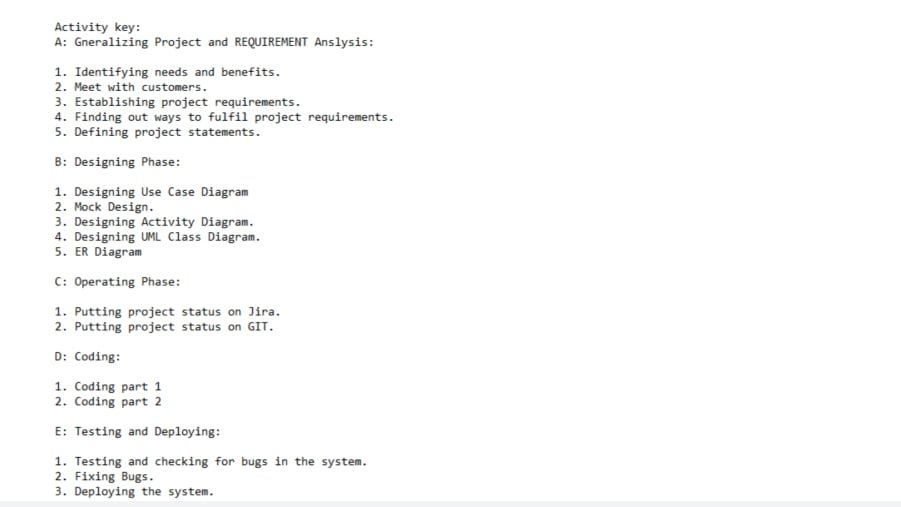 Activity key:
A: Gneralizing Project and REQUIREMENT Anslysis:
1. Identifying needs and benefits.
2. Meet with customers.
3. Establishing project requirements.
4. Finding out ways to fulfil project requirements.
5. Defining project statements.
B: Designing Phase:
1. Designing Use Case Diagram
2. Mock Design.
3. Designing Activity Diagram.
4. Designing UML Class Diagram.
5. ER Diagram
C: Operating Phase:
1. Putting project status on Jira.
2. Putting project status on GIT.
D: Coding:
1. Coding part 1
2. Coding part 2
E: Testing and Deploying:
1. Testing and checking for bugs in the system.
2. Fixing Bugs.
3. Deploying the system.